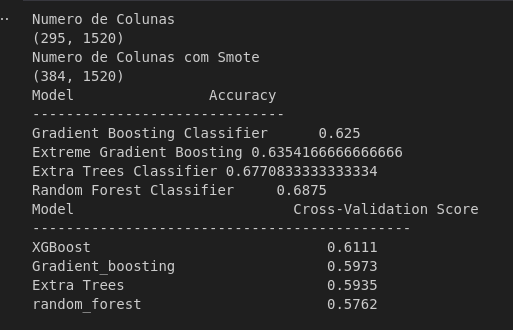 Numero de Colunas
(295, 1520)
Numero de Colunas com Smote
(384, 1520)
Model Accuracy
------------------------------
Gradient Boosting Classifier 0.625
Extreme Gradient Boosting 0.6354166666666666
Extra Trees Classifier 0.6770833333333334
Random Forest Classifier 0.6875
Model Cross-Validation Score
---------------------------------------------
XGBoost 0.6111
Gradient_boosting 0.5973
Extra Trees 0.5935
random_forest 0.5762